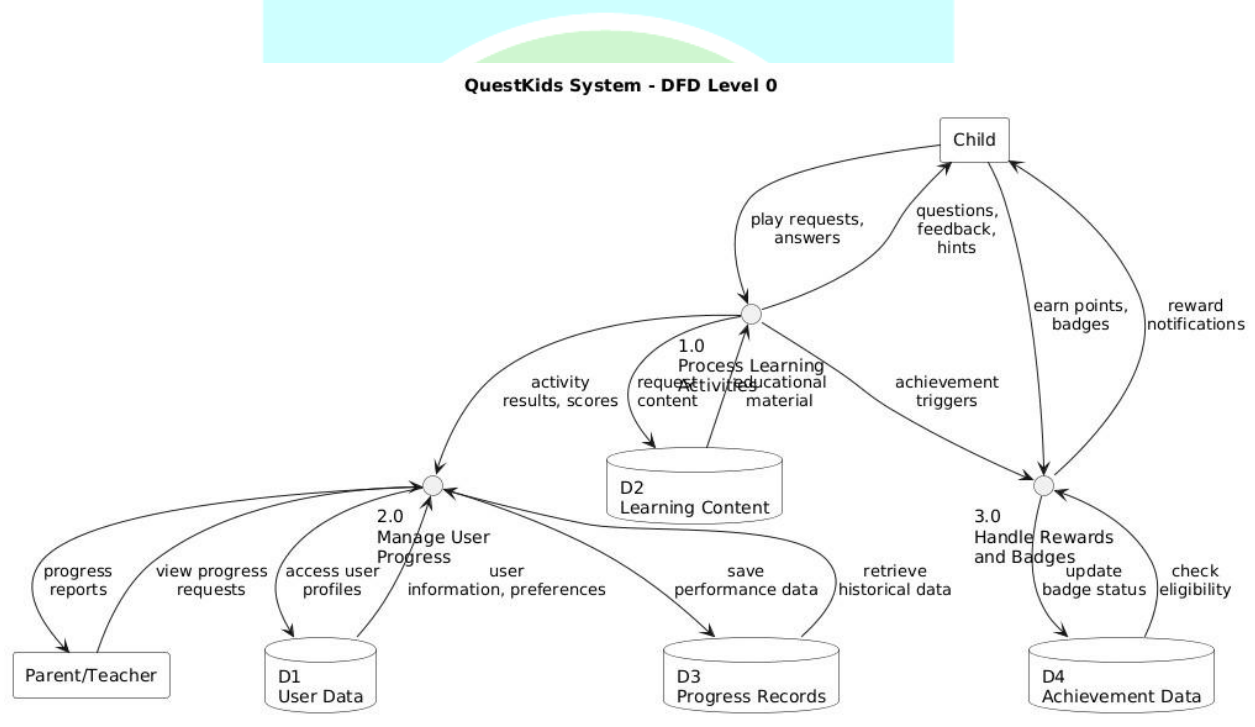 QuestKids System - DFD Level 0
Child
play requests,
answers
questions,
feedback,
hints
earn points,
badges
reward
notifications
1.0
Process Learning
Activities
activity
results, scores
request
content
educational
material
achievement
triggers
D2
Learning Content
2.0
Manage User
Progress
3.0
Handle Rewards
and Badges
progress
reports
view progress
requests
access user
profiles
user
information, preferences
save
performance data
retrieve
historical data
update
badge status
check
eligibility
Parent/Teacher
D1
User Data
D3
Progress Records
D4
Achievement Data